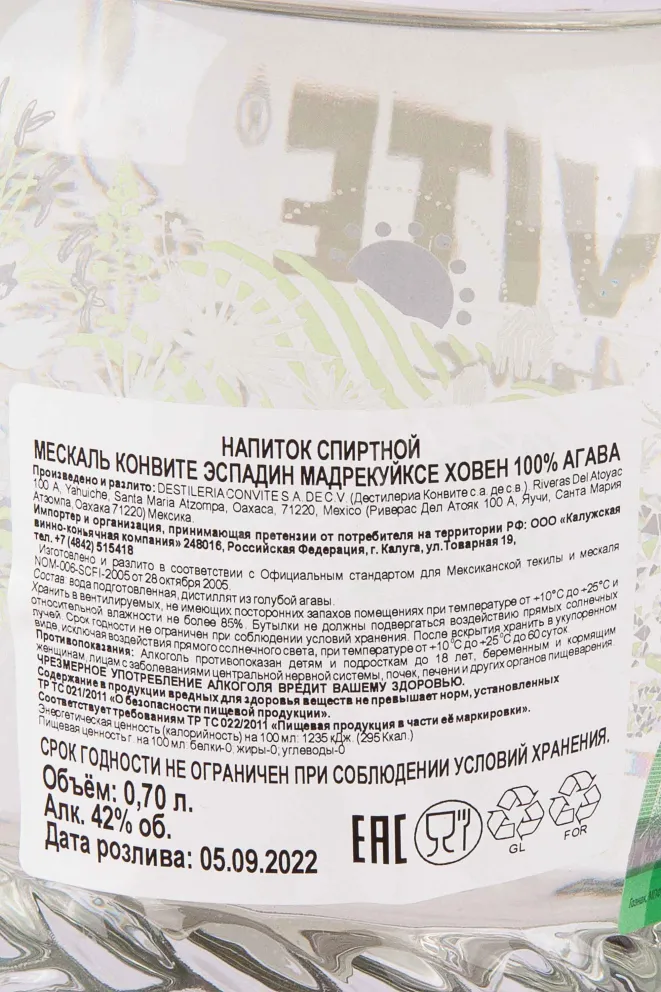 VITE
НАПИТОК СПИРТНОЙ
МЕСКАЛЬ КОНВИТЕ ЭСПАДИН МАДРЕКУЙКСЕ ХОВЕН 100% АГАВА
Произведено и разлито: DESTILERIA CONVITE S.A. DE C.V. (Дестилериа Конвите с.а. де с.в.). Riveras Del Atoyac
100 A, Yahuiche, Santa Maria Atzompa, Oaxaca, 71220, Mexico (Риверас Дел Атояк 100 А, Яучи, Санта Мария
Атзомпа, Оахака 71220) Мексика.
Импортер и организация, принимающая претензии от потребителя на территории РФ: ООО «Калужская
винно-коньячная компания» 248016, Российская Федерация, г. Калуга, ул.Товарная 19,
тел. +7 (4842) 515418
Изготовлено и разлито в соответствии с Официальным стандартом для Мексиканской текилы и мескаля
NOM-006-SCFI-2005 от 28 октября 2005.
Состав: вода подготовленная, дистиллят из голубой агавы.
Хранить в вентилируемых, не имеющих посторонних запахов помещениях при температуре от +10°С до +25°С и
относительной влажности не более 85%. Бутылки не должны подвергаться воздействию прямых солнечных
лучей. Срок годности не ограничен при соблюдении условий хранения. После вскрытия хранить в укупоренном
виде, исключая воздействия прямого солнечного света, при температуре от +10°С до +25°С до 60 суток.
Противопоказания: Алкоголь противопоказан детям и подросткам до 18 лет, беременным и кормящим
женщинам, лицам с заболеваниями центральной нервной системы, почек, печени и других органов пищеварения.
ЧРЕЗМЕРНОЕ УПОТРЕБЛЕНИЕ АЛКОГОЛЯ ВРЕДИТ ВАШЕМУ ЗДОРОВЬЮ.
Содержание в продукции вредных для здоровья веществ не превышает норм, установленных
ТР ТС 021/2011 «О безопасности пищевой продукции».
Соответствует требованиям ТР ТС 022/2011 «Пищевая продукция в части её маркировки».
Энергетическая ценность (калорийность) на 100 мл: 1235 кДж. (295 Ккал.)
Пищевая ценность г. на 100 мл: белки-0, жиры-0, углеводы-0
СРОК ГОДНОСТИ НЕ ОГРАНИЧЕН ПРИ СОБЛЮДЕНИИ УСЛОВИЙ ХРАНЕНИЯ.
Объём: 0,70 л.
Алк. 42% об.
Дата розлива: 05.09.2022
EAC
GL
FOR